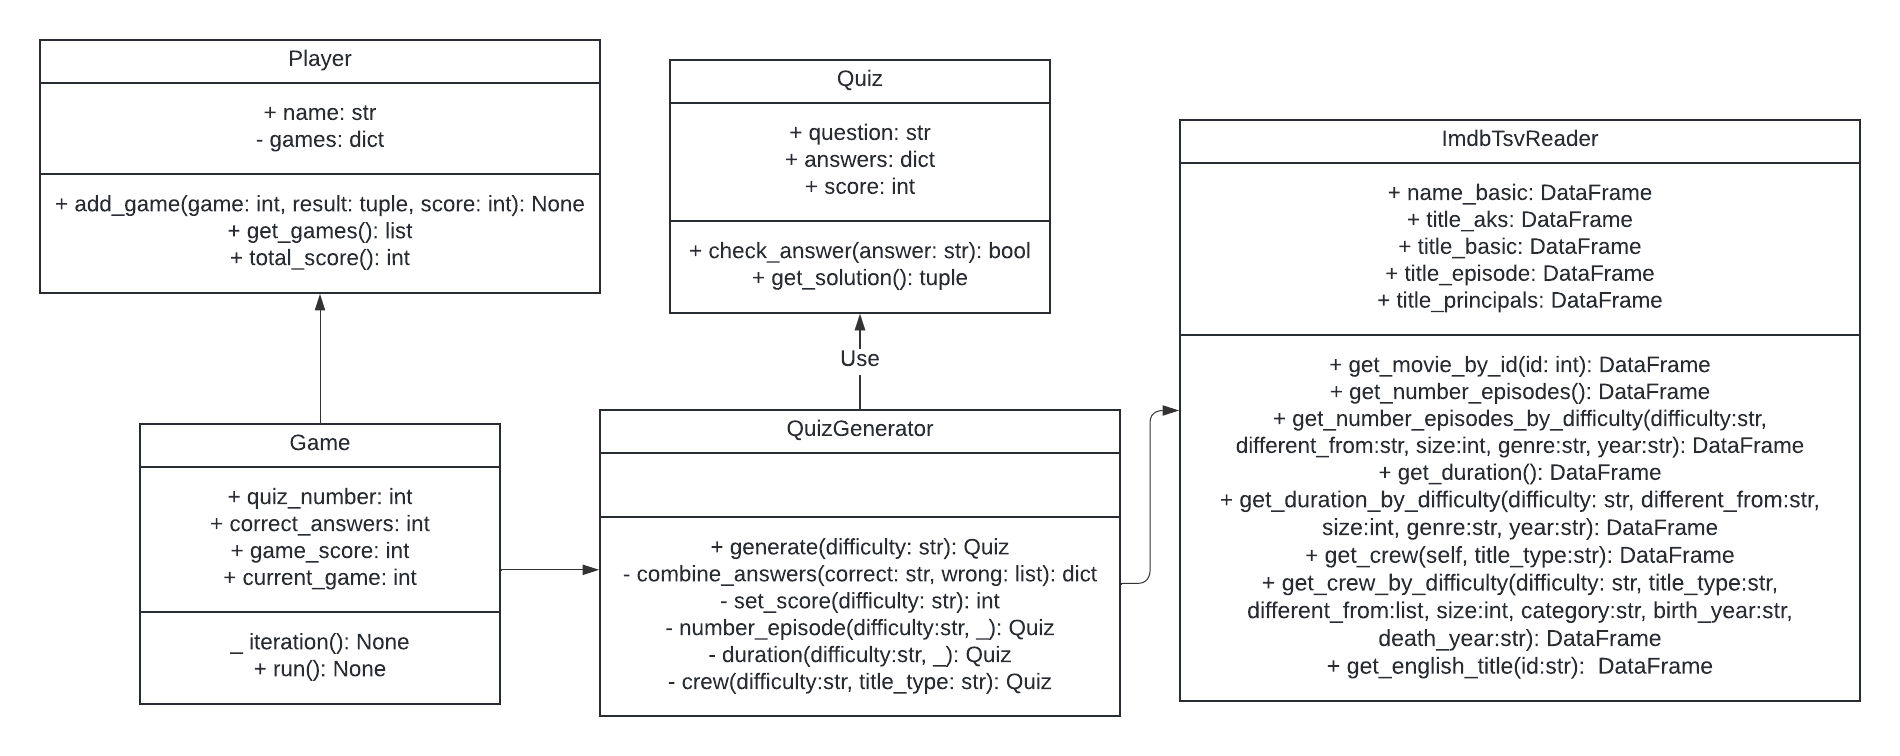 Player
+ name: str
- games: dict
+ add_game(game: int, result: tuple, score: int): None
+ get_games(): list
+ total_score(): int
Quiz
+ question: str
+ answers: dict
+ score: int
+ check_answer(answer: str): bool
+ get_solution(): tuple
Use
ImdbTsvReader
+ name_basic: DataFrame
+ title_aks: DataFrame
+ title_basic: DataFrame
+ title_episode: DataFrame
+ title_principals: DataFrame
+ get_movie_by_id(id: int): DataFrame
+ get_number_episodes(): DataFrame
+ get_number_episodes_by_difficulty(difficulty:str,
different_from:str, size:int, genre:str, year:str): DataFrame
+ get_duration(): DataFrame
+ get_duration_by_difficulty(difficulty: str, different_from:str,
size:int, genre:str, year:str): DataFrame
+ get_crew(self, title_type:str): DataFrame
+ get_crew_by_difficulty(difficulty: str, title_type:str,
different_from:list, size:int, category:str, birth_year:str,
death_year:str): DataFrame
+ get_english_title(id:str):  DataFrame
Game
+ quiz_number: int
+ correct_answers: int
+ game_score: int
+ current_game: int
_ iteration(): None
+ run(): None
QuizGenerator
+ generate(difficulty: str): Quiz
- combine_answers(correct: str, wrong: list): dict
- set_score(difficulty: str): int
- number_episode(difficulty:str, _): Quiz
- duration(difficulty:str, _): Quiz
- crew(difficulty:str, title_type: str): Quiz